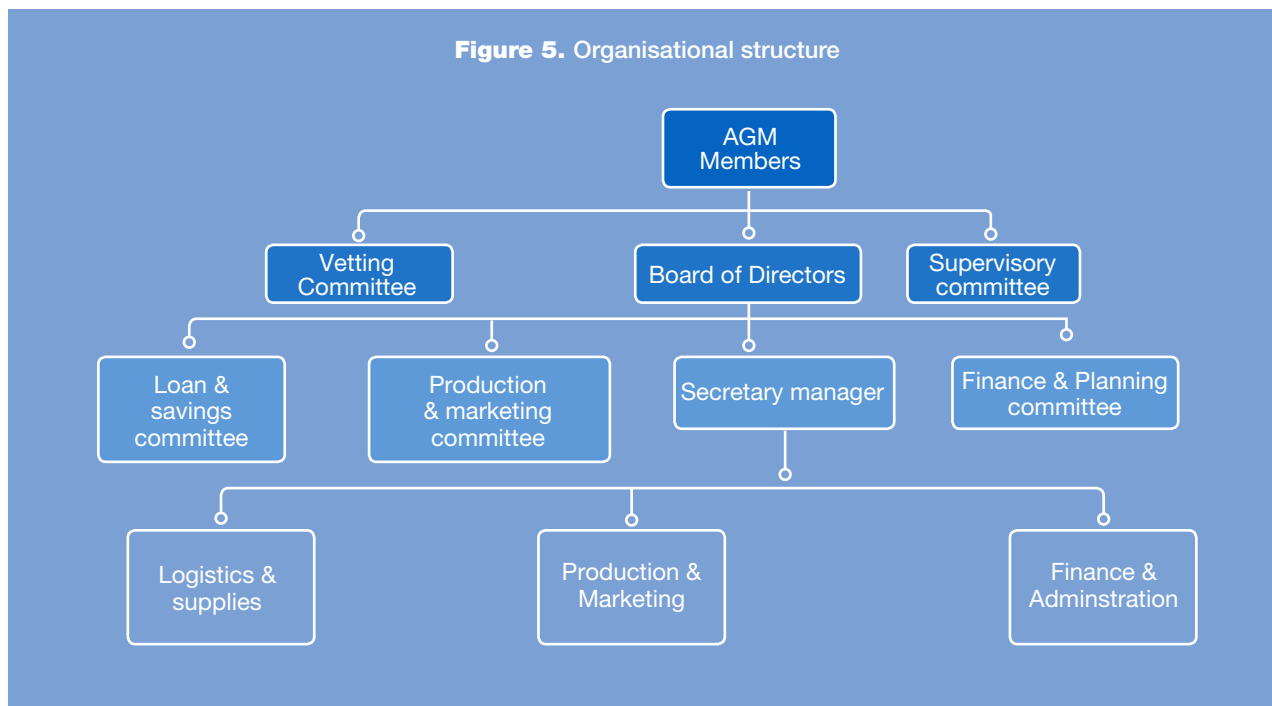 Figure 5. Organisational structure
AGM
Members
Vetting
Committee
Board of Directors
Supervisory
committee
Loan &
savings
committee
Production
& marketing
committee
Secretary manager
Finance & Planning
committee
Logistics &
supplies
Production &
Marketing
Finance &
Adminstration